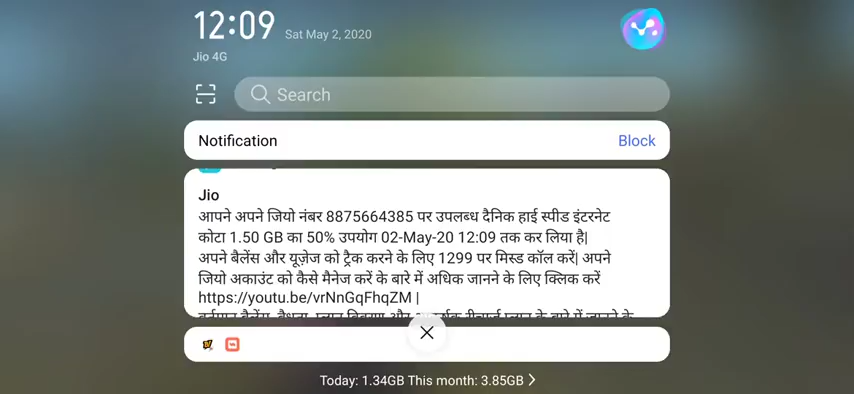 12:09 Sat May 2, 2020
Jio 4G
Search
Notification Block
Jio
आपने अपने जियो नंबर 8875664385 पर उपलब्ध दैनिक हाई स्पीड इंटरनेट
कोटा 1.50 GB का 50% उपयोग 02-May-20 12:09 तक कर लिया है|
अपने बैलेंस और यूज़ेज को ट्रैक करने के लिए 1299 पर मिस्ड कॉल करें| अपने
जियो अकाउंट को कैसे मैनेज करें के बारे में अधिक जानने के लिए क्लिक करें
https://youtu.be/vrNnGqFhqZM |
Today: 1.34GB This month: 3.85GB